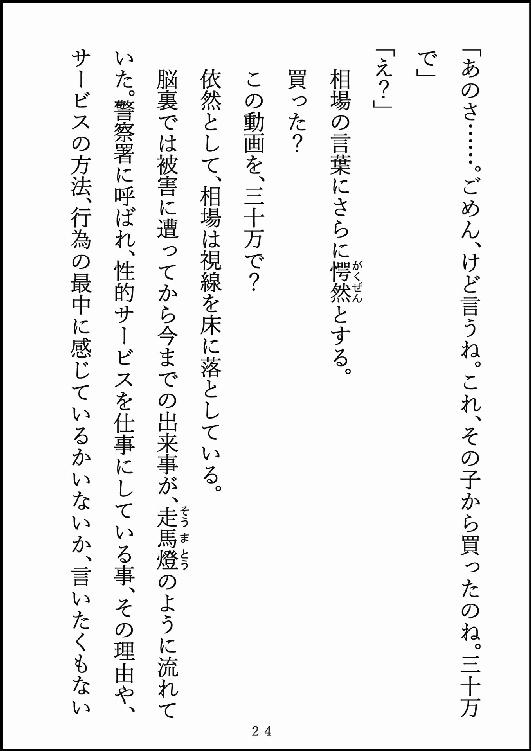 「あのさ……。ごめん、けど言うね。これ、その子から買ったのね。三十万
で」
「え？」
相場の言葉にさらに愕然とする。
買った？
この動画を、三十万で？
依然として、相場は視線を床に落としている。
脳裏では被害に遭ってから今までの出来事が、走馬燈のように流れて
いた。警察署に呼ばれ、性的サービスを仕事にしている事、その理由や、
サービスの方法、行為の最中に感じているかいないか、言いたくもない
24